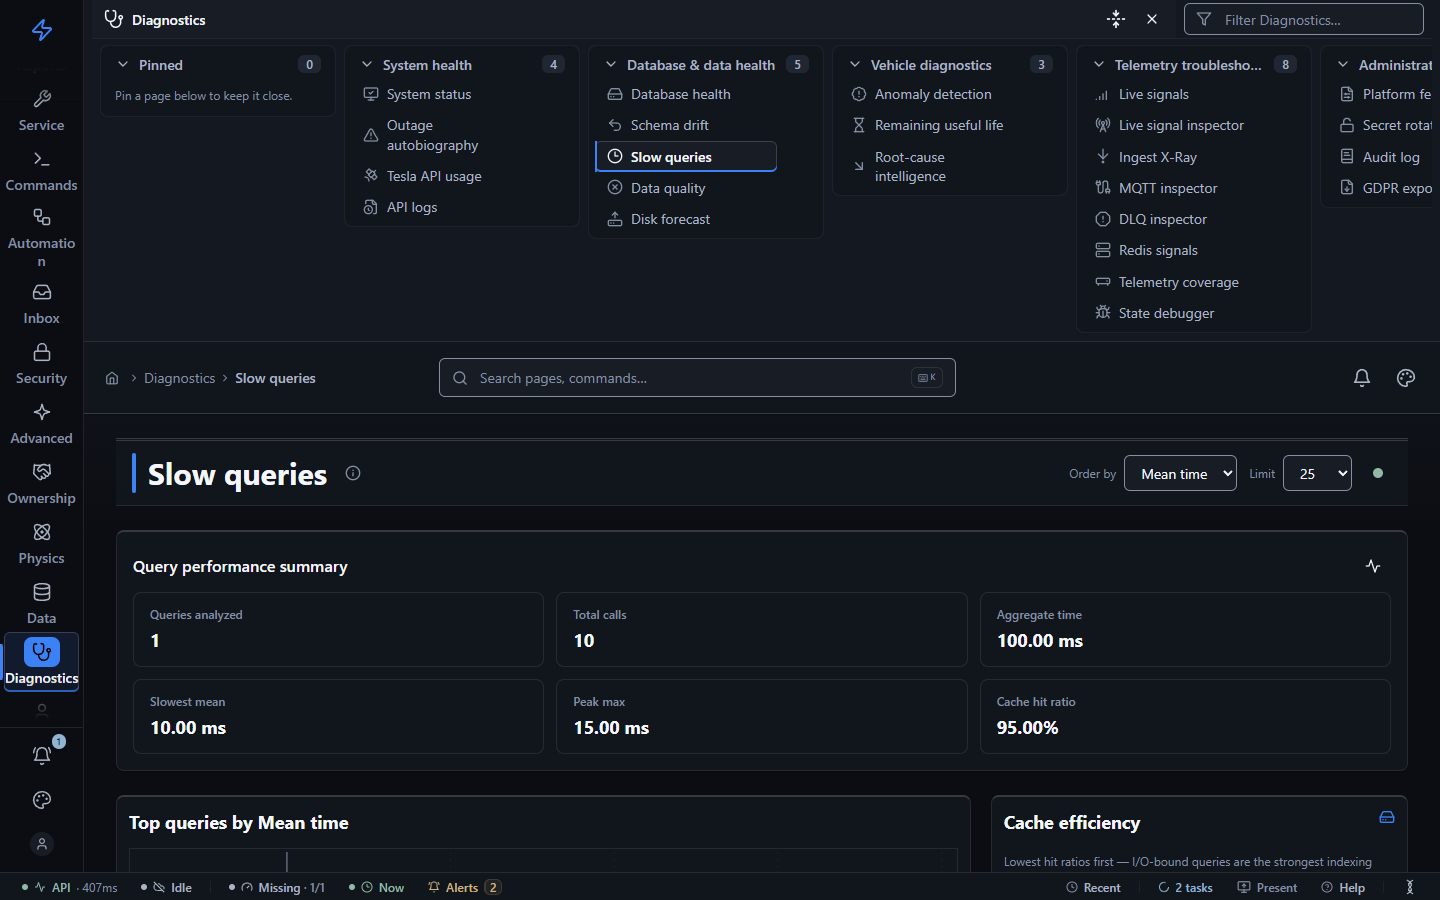 Diagnostics
Filter Diagnostics...
Service
Commands
Automatio
n
Inbox
Security
Advanced
Ownership
Physics
Data
Diagnostics
1
Pinned 0
Pin a page below to keep it close.
System health 4
System status
Outage
autobiography
Tesla API usage
API logs
Database & data health 5
Database health
Schema drift
Slow queries
Data quality
Disk forecast
Vehicle diagnostics 3
Anomaly detection
Remaining useful life
Root-cause
intelligence
Telemetry troublesho... 8
Live signals
Live signal inspector
Ingest X-Ray
MQTT inspector
DLQ inspector
Redis signals
Telemetry coverage
State debugger
Administrat
Platform fe
Secret rotat
Audit log
GDPR expo
Diagnostics
Slow queries
Search pages, commands...
K
Slow queries
Order by Mean time Limit 25
Query performance summary
Queries analyzed
1
Total calls
10
Aggregate time
100.00 ms
Slowest mean
10.00 ms
Peak max
15.00 ms
Cache hit ratio
95.00%
Top queries by Mean time
Cache efficiency
Lowest hit ratios first — I/O-bound queries are the strongest indexing
API · 407ms
Idle
Missing · 1/1
Now
Alerts 2
Recent
2 tasks
Present
Help